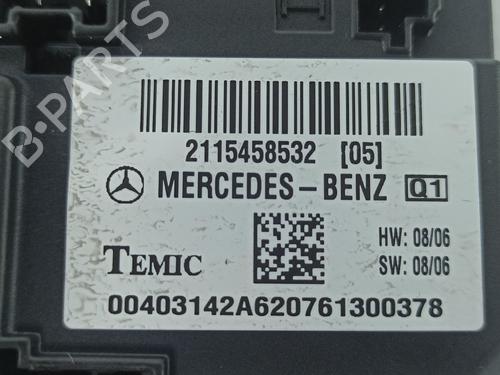 B-PARTS
2115458532 [05]
MERCEDES-BENZ Q1
HW: 08/06
TEMIC
SW: 08/06
00403142A620761300378